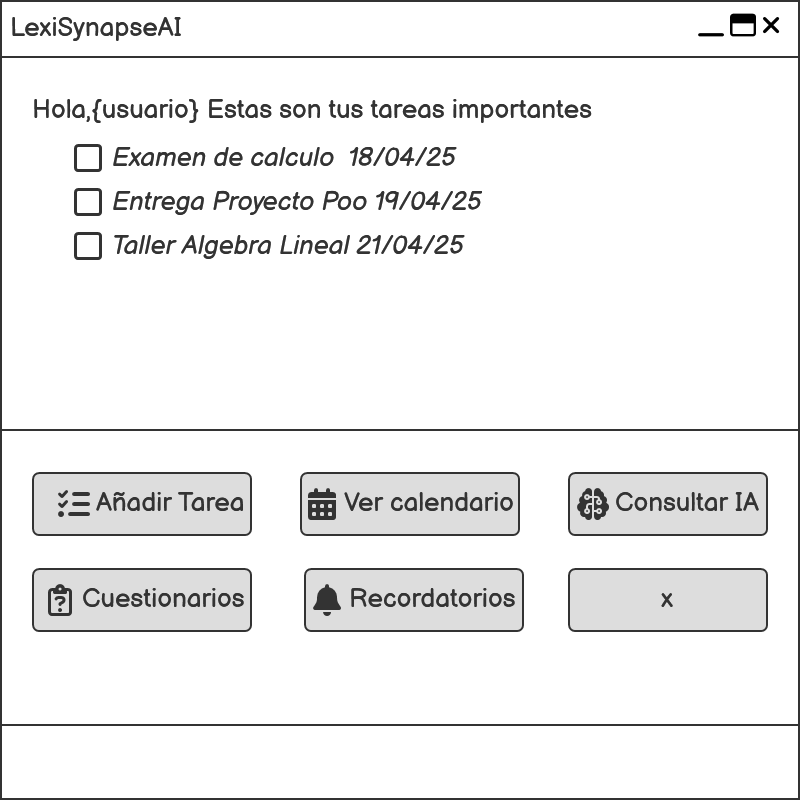 LexiSynapseAI
Hola,{usuario} Estas son tus tareas importantes
Examen de calculo  18/04/25
Entrega Proyecto Poo 19/04/25
Taller Algebra Lineal 21/04/25
Añadir Tarea
Ver calendario
Consultar IA
Cuestionarios
Recordatorios
x